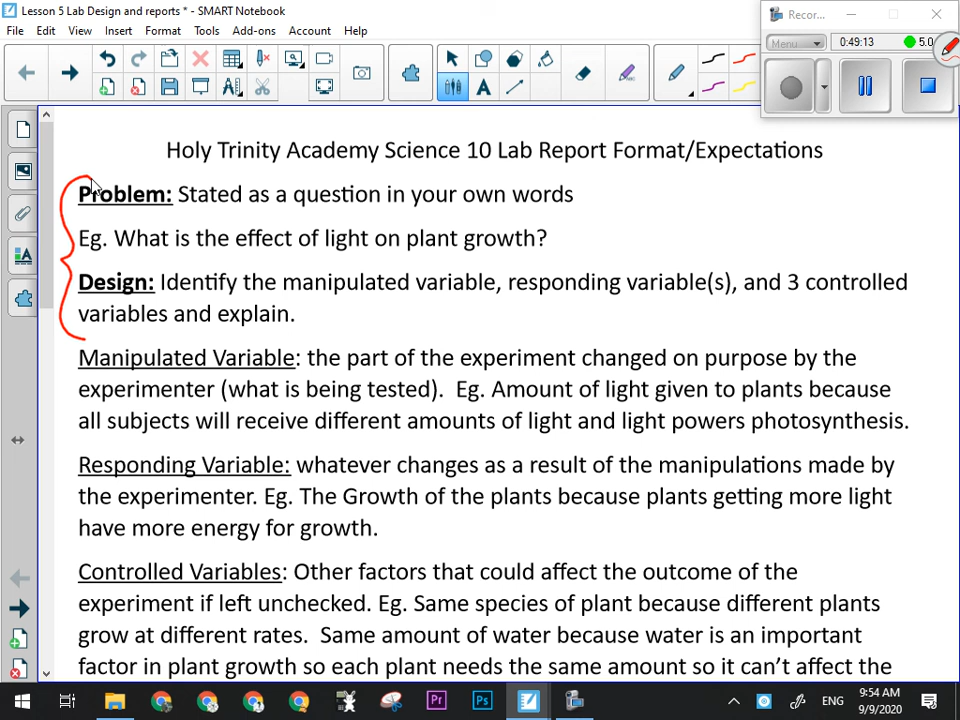 Lesson 5 Lab Design and reports * - SMART Notebook
Recor...
File Edit View Insert Format Tools Add-ons Account Help
Menu 0:49:13 5.0
Holy Trinity Academy Science 10 Lab Report Format/Expectations
Problem: Stated as a question in your own words
Eg. What is the effect of light on plant growth?
Design: Identify the manipulated variable, responding variable(s), and 3 controlled
variables and explain.
Manipulated Variable: the part of the experiment changed on purpose by the
experimenter (what is being tested).  Eg. Amount of light given to plants because
all subjects will receive different amounts of light and light powers photosynthesis.
Responding Variable: whatever changes as a result of the manipulations made by
the experimenter. Eg. The Growth of the plants because plants getting more light
have more energy for growth.
Controlled Variables: Other factors that could affect the outcome of the
experiment if left unchecked. Eg. Same species of plant because different plants
grow at different rates.  Same amount of water because water is an important
factor in plant growth so each plant needs the same amount so it can't affect the
Pr Ps ENG 9:54 AM
9/9/2020